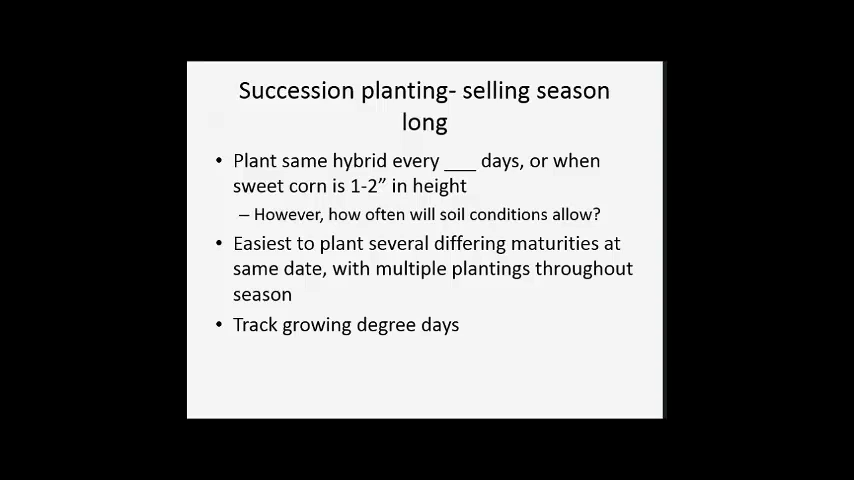 Succession planting- selling season
long
• Plant same hybrid every ___ days, or when
sweet corn is 1-2” in height
– However, how often will soil conditions allow?
• Easiest to plant several differing maturities at
same date, with multiple plantings throughout
season
• Track growing degree days